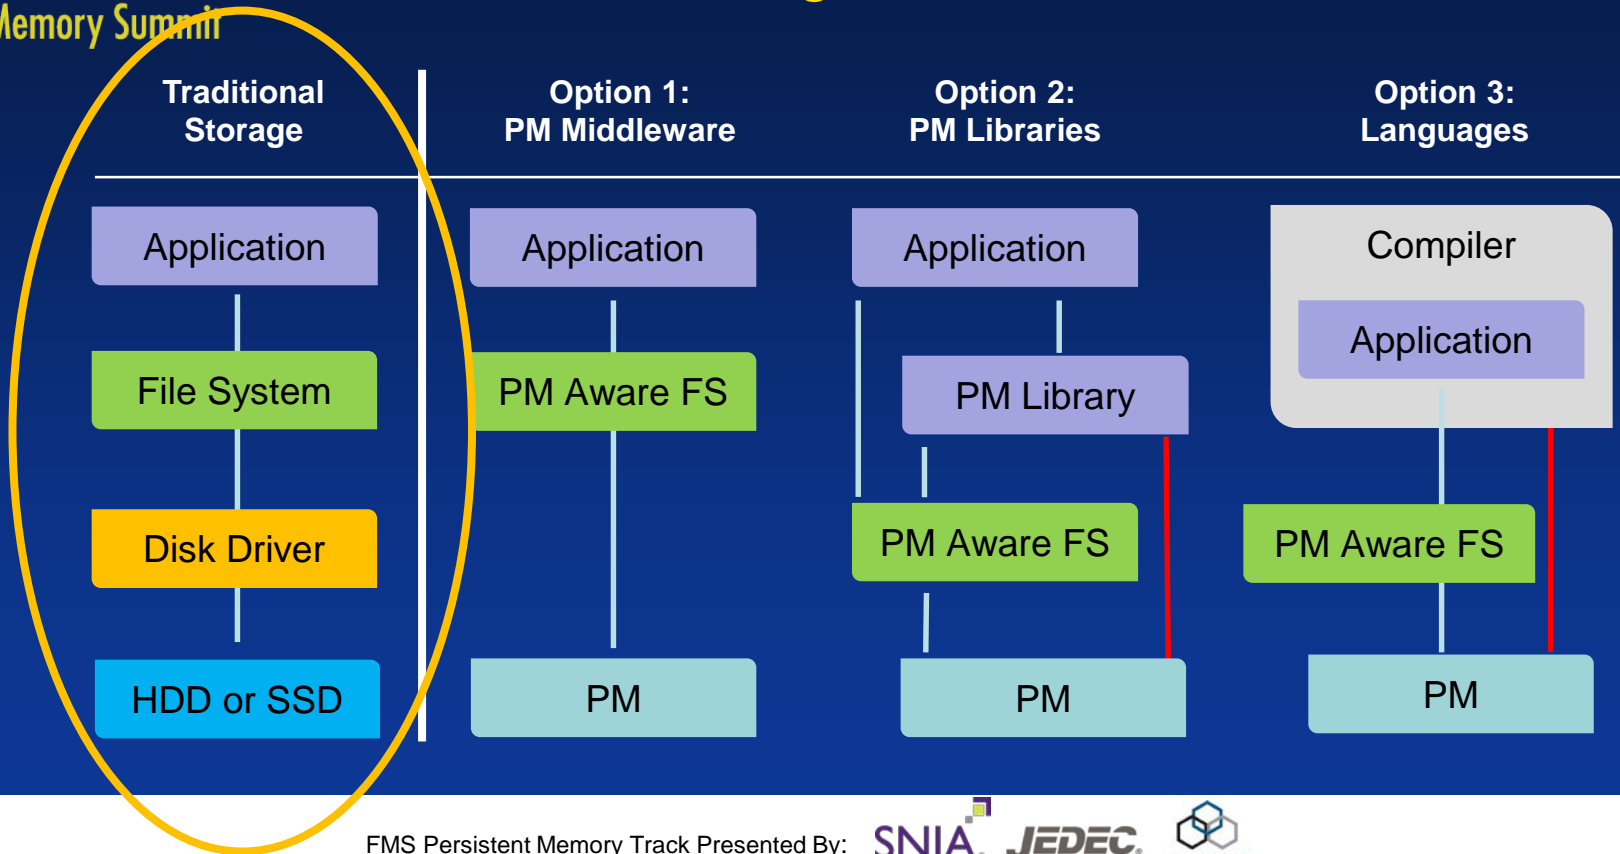 Memory Summit
Traditional
Storage
Option 1:
PM Middleware
Option 2:
PM Libraries
Option 3:
Languages
Application
File System
Disk Driver
HDD or SSD
Application
PM Aware FS
PM
Application
PM Library
PM Aware FS
PM
Compiler
Application
PM Aware FS
PM
FMS Persistent Memory Track Presented By:
SNIA.
JEDEC.